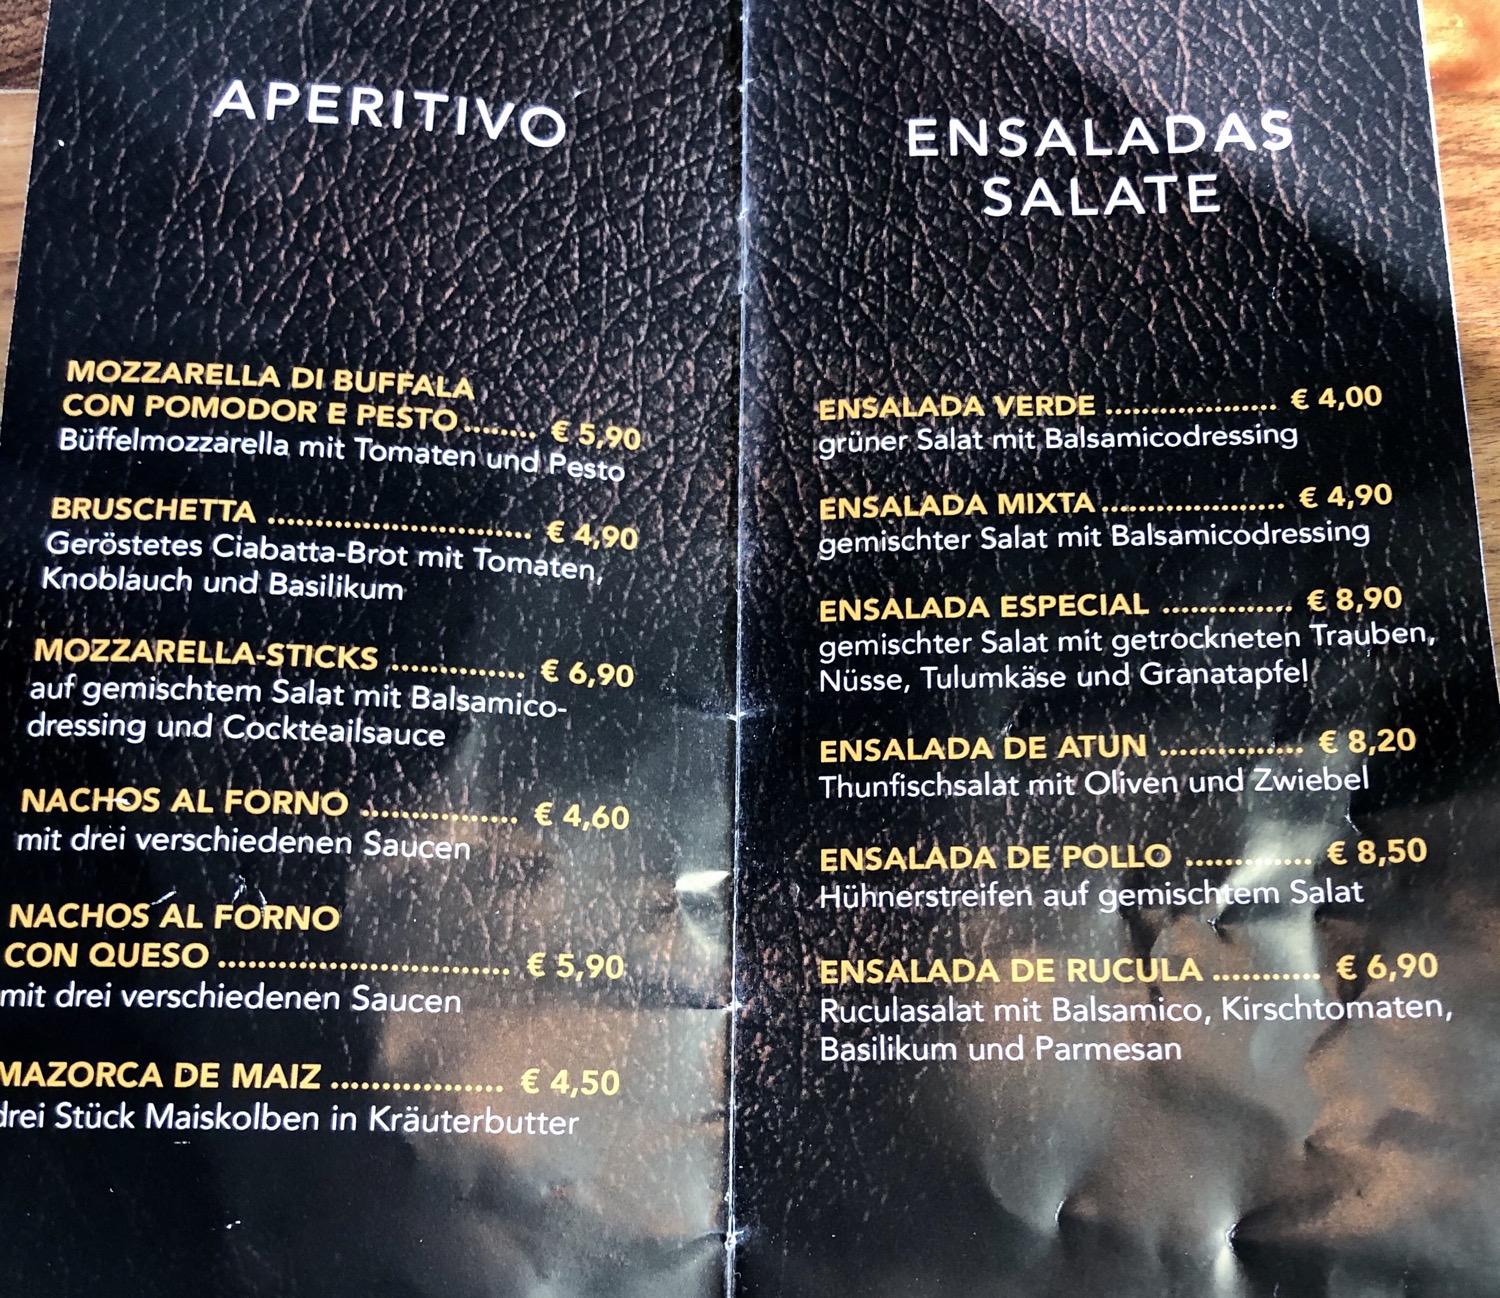 APERITIVO
MOZZARELLA DI BUFFALA
CON POMODOR E PESTO ........ € 5,90
Büffelmozzarella mit Tomaten und Pesto
BRUSCHETTA ............................ € 4,90
Geröstetes Ciabatta-Brot mit Tomaten,
Knoblauch und Basilikum
MOZZARELLA-STICKS .............. € 6,90
auf gemischtem Salat mit Balsamico-
dressing und Cockteailsauce
NACHOS AL FORNO ................. € 4,60
mit drei verschiedenen Saucen
NACHOS AL FORNO
CON QUESO ............................... € 5,90
mit drei verschiedenen Saucen
MAZORCA DE MAIZ .................. € 4,50
drei Stück Maiskolben in Kräuterbutter
ENSALADAS
SALATE
ENSALADA VERDE ................... € 4,00
grüner Salat mit Balsamicodressing
ENSALADA MIXTA .................... € 4,90
gemischter Salat mit Balsamicodressing
ENSALADA ESPECIAL .............. € 8,90
gemischter Salat mit getrockneten Trauben,
Nüsse, Tulumkäse und Granatapfel
ENSALADA DE ATUN ................ € 8,20
Thunfischsalat mit Oliven und Zwiebel
ENSALADA DE POLLO .............. € 8,50
Hühnerstreifen auf gemischtem Salat
ENSALADA DE RUCULA ........... € 6,90
Ruculasalat mit Balsamico, Kirschtomaten,
Basilikum und Parmesan